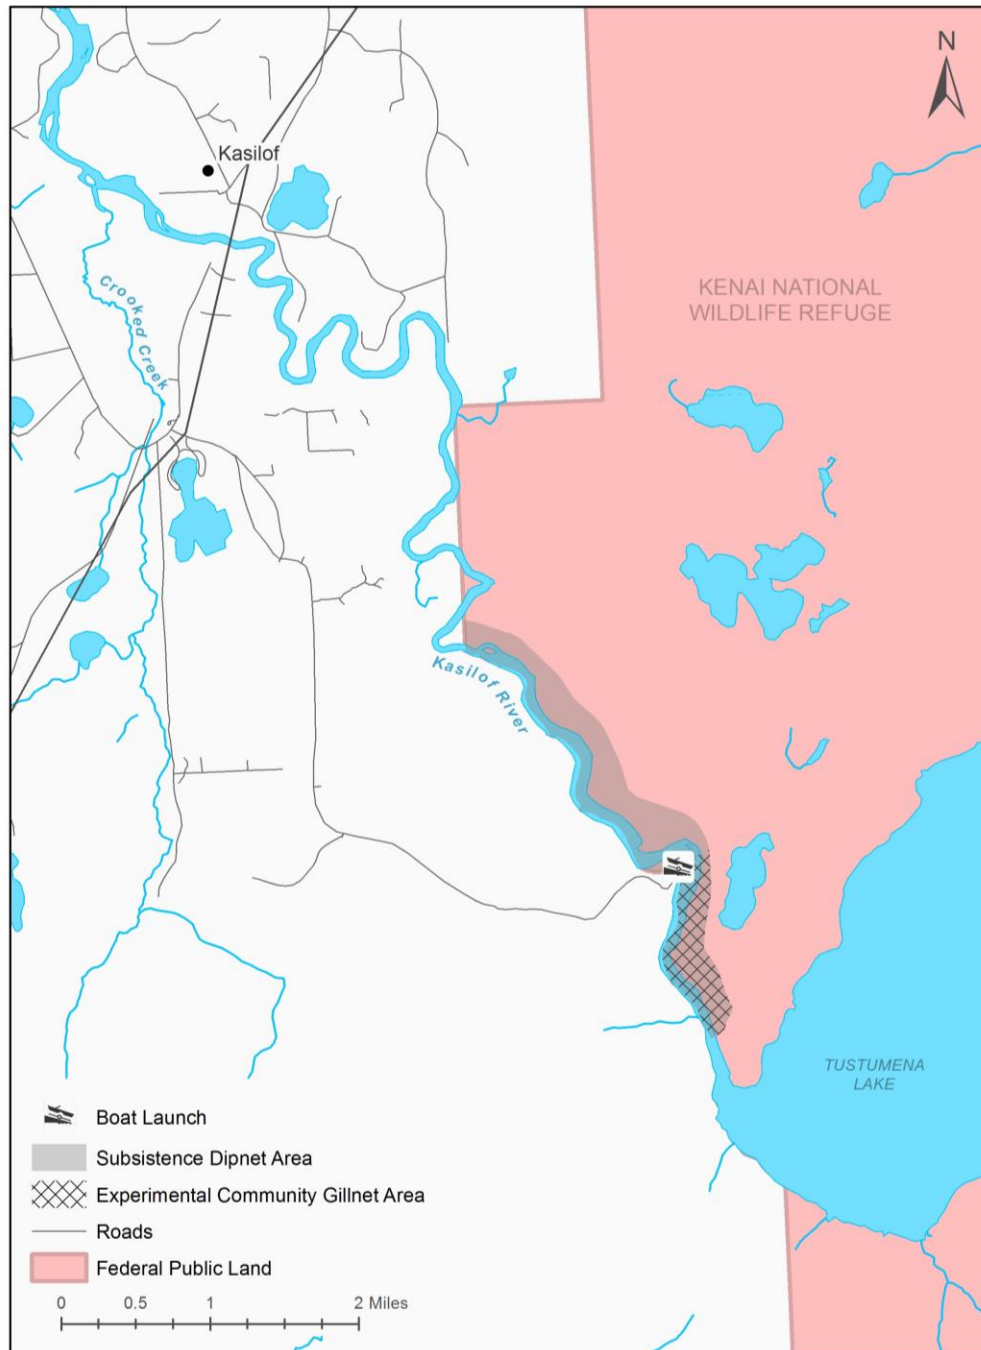 N
Kasilof
KENAI NATIONAL
WILDLIFE REFUGE
Crooked Creek
Kasilof River
TUSTUMENA
LAKE
Boat Launch
Subsistence Dipnet Area
Experimental Community Gillnet Area
Roads
Federal Public Land
0 0.5 1 2 Miles